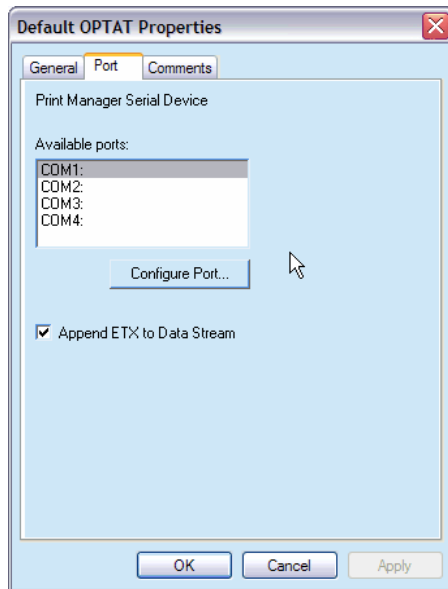 Default OPTAT Properties
General Port Comments
Print Manager Serial Device
Available ports:
COM1:
COM2:
COM3:
COM4:
Configure Port...
Append ETX to Data Stream
OK Cancel Apply